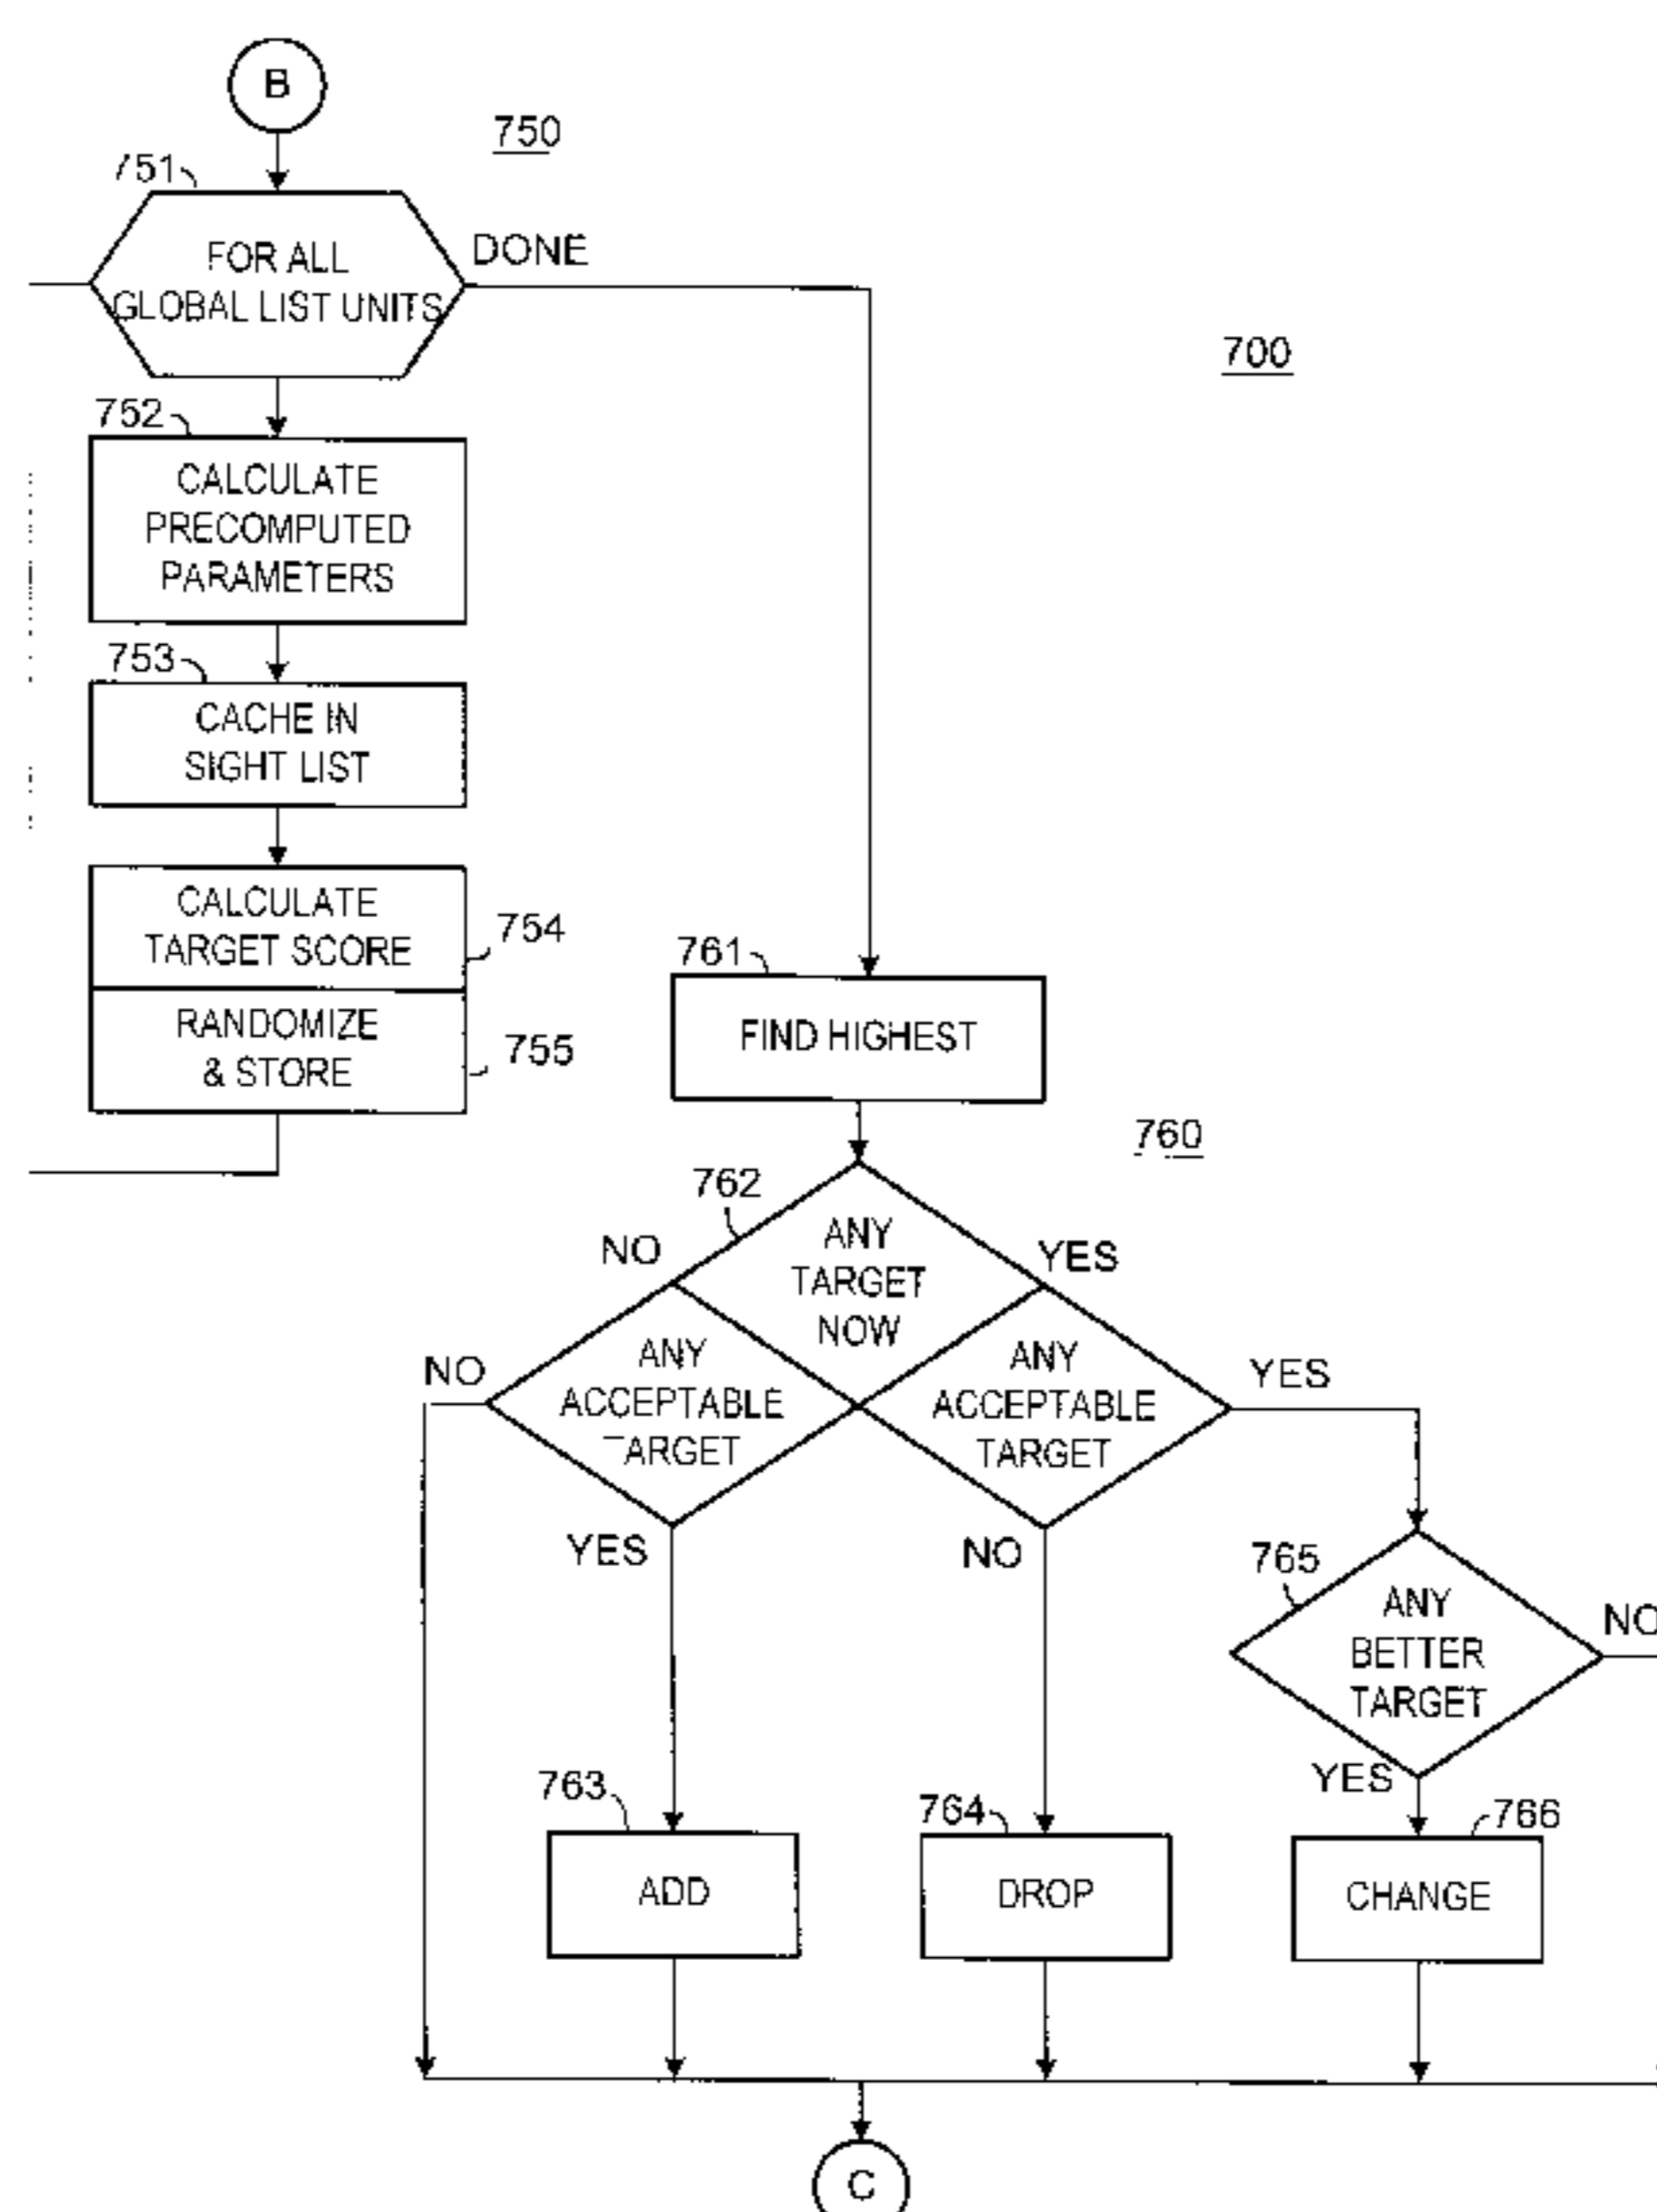 B
750
751
FOR ALL
GLOBAL LIST UNITS
DONE
700
752
CALCULATE
PRECOMPUTED
PARAMETERS
753
CACHE IN
SIGHT LIST
CALCULATE
TARGET SCORE
754
RANDOMIZE
& STORE
755
761
FIND HIGHEST
760
762
NO
ANY
TARGET
NOW
YES
NO
ANY
ACCEPTABLE
TARGET
ANY
ACCEPTABLE
TARGET
YES
YES
NO
765
ANY
BETTER
TARGET
NO
YES
763
ADD
764
DROP
766
CHANGE
C